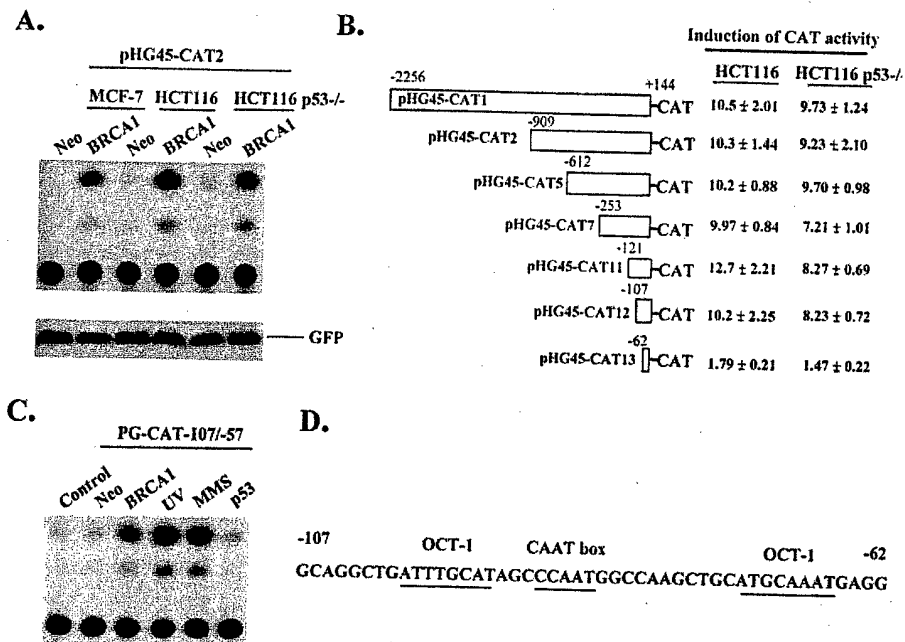 A.
pHG45-CAT2
MCF-7 HCT116 HCT116 p53-/-
Neo BRCA1 Neo BRCA1 Neo BRCA1
GFP
B.
Induction of CAT activity
HCT116 HCT116 p53-/-
-2256 +144
pHG45-CAT1 CAT 10.5 ± 2.01 9.73 ± 1.24
-909
pHG45-CAT2 CAT 10.3 ± 1.44 9.23 ± 2.10
-612
pHG45-CAT5 CAT 10.2 ± 0.88 9.70 ± 0.98
-253
pHG45-CAT7 CAT 9.97 ± 0.84 7.21 ± 1.01
-121
pHG45-CAT11 CAT 12.7 ± 2.21 8.27 ± 0.69
-107
pHG45-CAT12 CAT 10.2 ± 2.25 8.23 ± 0.72
-62
pHG45-CAT13 CAT 1.79 ± 0.21 1.47 ± 0.22
C.
PG-CAT-107/-57
Control Neo BRCA1 UV MMS p53
D.
-107 OCT-1 CAAT box OCT-1 -62
GCAGGCTGATTTGCATAGCCCAATGGCCAAGCTGCATGCAAATGAGG